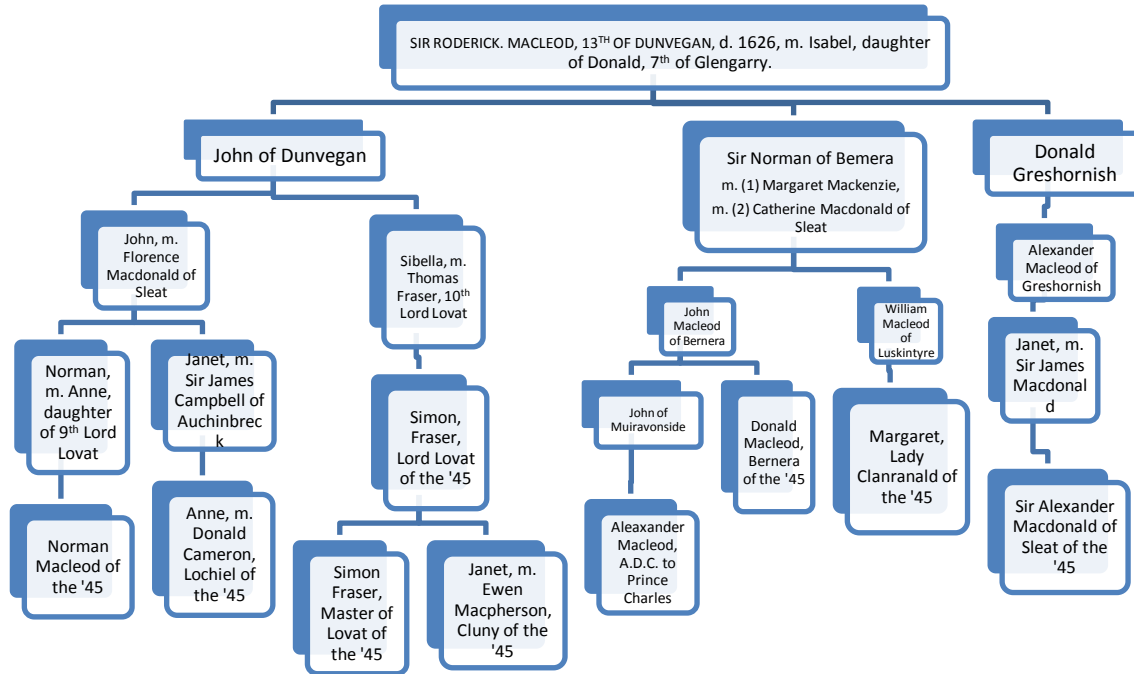 SIR RODERICK. MACLEOD, 13TH OF DUNVEGAN, d. 1626, m. Isabel, daughter
of Donald, 7th of Glengarry.
John of Dunvegan
Sir Norman of Bemera
m. (1) Margaret Mackenzie,
m. (2) Catherine Macdonald of
Sleat
Donald
Greshornish
John, m.
Florence
Macdonald of
Sleat
Sibella, m.
Thomas
Fraser, 10th
Lord Lovat
John
Macleod
of Bernera
William
Macleod
of
Luskintyre
Alexander
Macleod of
Greshornish
Norman,
m. Anne,
daughter
of 9th Lord
Lovat
Janet, m.
Sir James
Campbell of
Auchinbrec
k
Simon,
Fraser,
Lord Lovat
of the '45
John of
Muiravonside
Donald
Macleod,
Bernera
of the '45
Margaret,
Lady
Clanranald of
the '45
Janet, m.
Sir James
Macdonal
d
Norman
Macleod of
the '45
Anne, m.
Donald
Cameron,
Lochiel of
the '45
Simon
Fraser,
Master of
Lovat of
the '45
Janet, m.
Ewen
Macpherson,
Cluny of the
'45
Aleaxander
Macleod,
A.D.C. to
Prince
Charles
Sir Alexander
Macdonald of
Sleat of the
'45